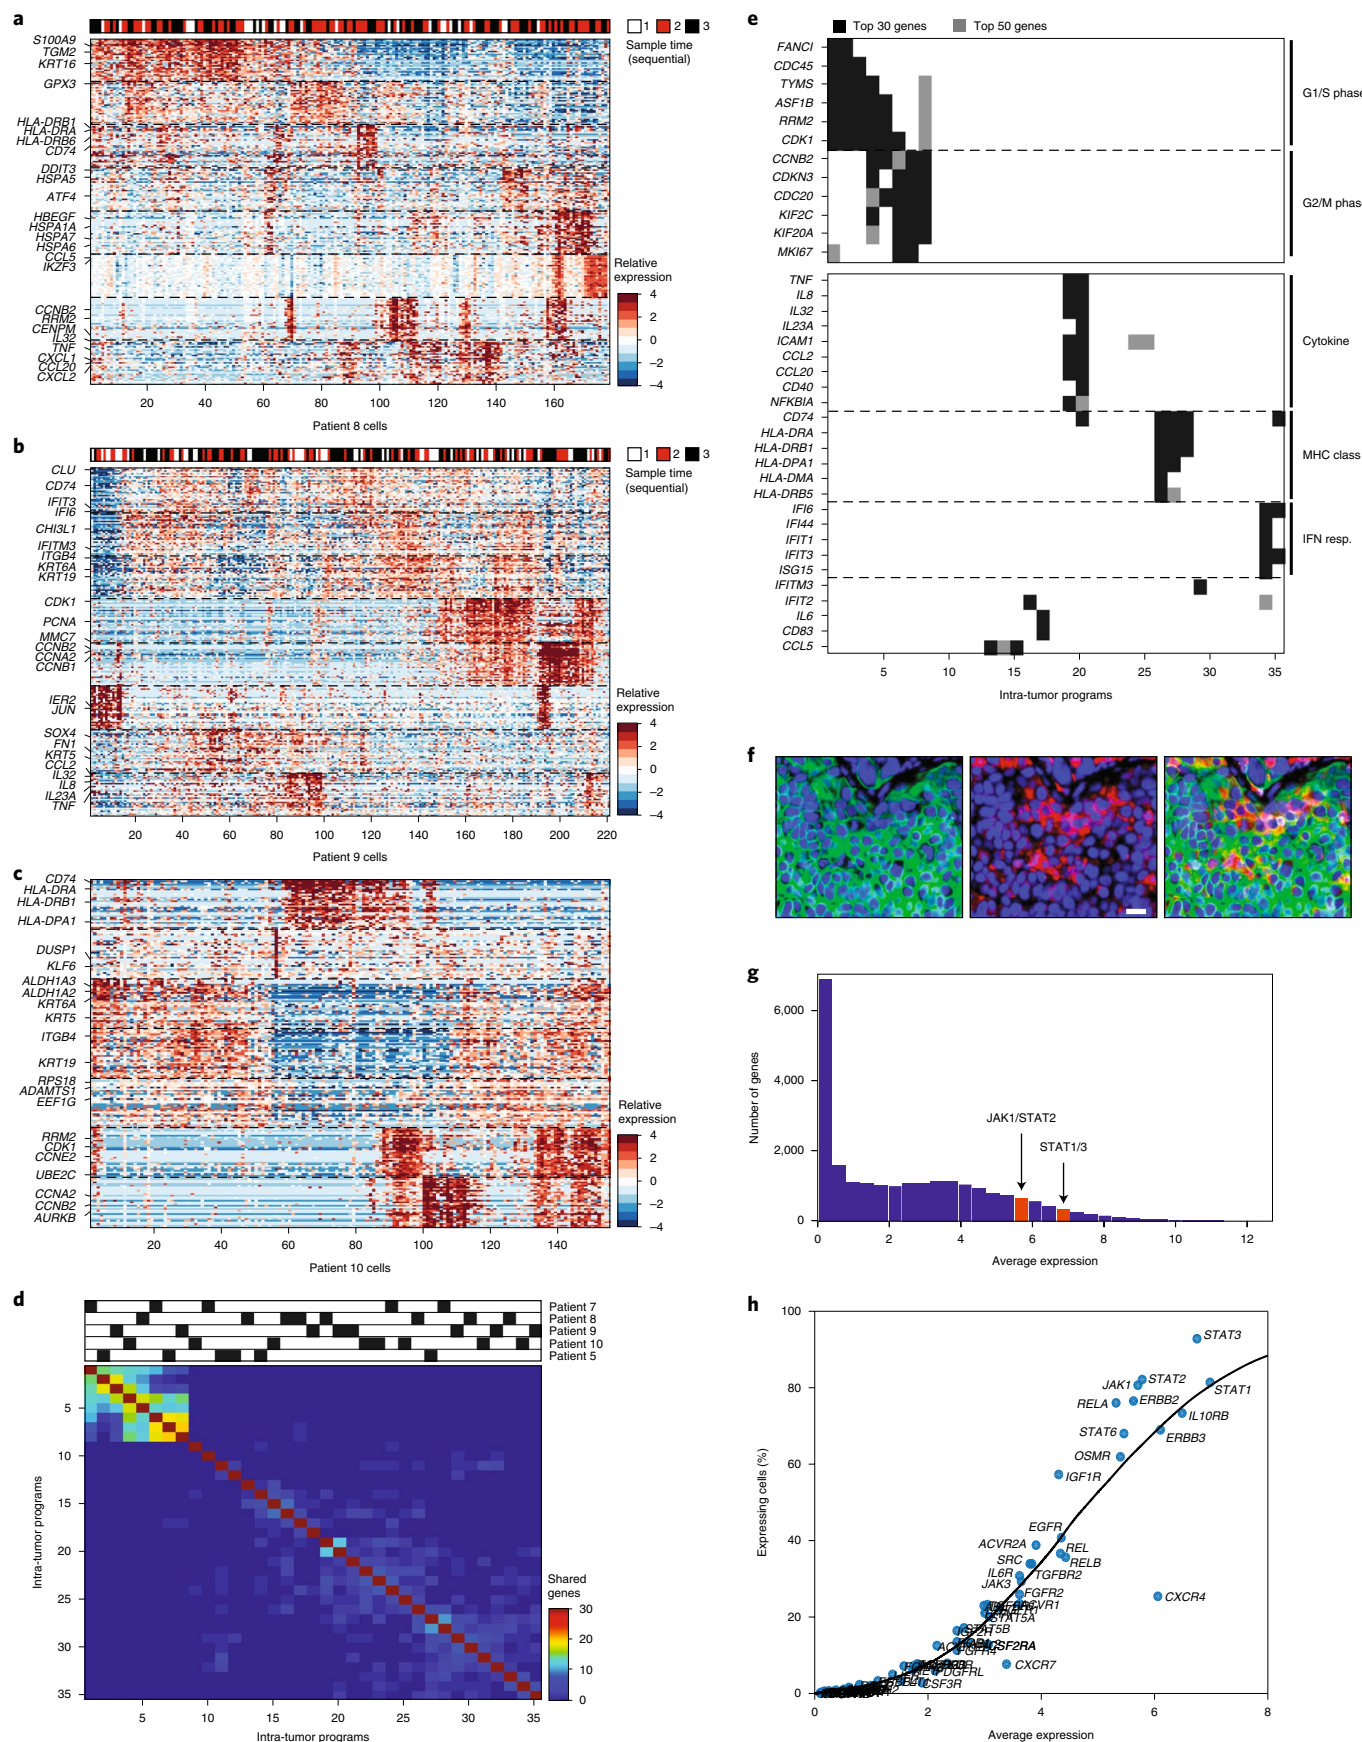 a
1 2 3
Sample time
(sequential)
S100A9
TGM2
KRT16
GPX3
HLA-DRB1
HLA-DRA
HLA-DRB6
CD74
DDIT3
HSPA5
ATF4
HBEGF
HSPA1A
HSPA7
HSPA6
CCL5
IKZF3
CCNB2
RRM2
CENPM
IL32
TNF
CXCL1
CCL20
CXCL2
Relative
expression
4
2
0
−2
−4
20 40 60 80 100 120 140 160
Patient 8 cells
b
1 2 3
Sample time
(sequential)
CLU
CD74
IFIT3
IFI6
CHI3L1
IFITM3
ITGB4
KRT6A
KRT19
CDK1
PCNA
MMC7
CCNB2
CCNA2
CCNB1
IER2
JUN
SOX4
FN1
KRT5
CCL2
IL32
IL8
IL23A
TNF
Relative
expression
4
2
0
−2
−4
20 40 60 80 100 120 140 160 180 200 220
Patient 9 cells
c
CD74
HLA-DRA
HLA-DRB1
HLA-DPA1
DUSP1
KLF6
ALDH1A3
ALDH1A2
KRT6A
KRT5
ITGB4
KRT19
RPS18
ADAMTS1
EEF1G
RRM2
CDK1
CCNE2
UBE2C
CCNA2
CCNB2
AURKB
Relative
expression
4
2
0
−2
−4
20 40 60 80 100 120 140
Patient 10 cells
d
Patient 7
Patient 8
Patient 9
Patient 10
Patient 5
Intra-tumor programs
5
10
15
20
25
30
35
Shared
genes
30
20
10
0
5 10 15 20 25 30 35
Intra-tumor programs
e
Top 30 genes Top 50 genes
FANCI
CDC45
TYMS
ASF1B
RRM2
CDK1
G1/S phase
CCNB2
CDKN3
CDC20
KIF2C
KIF20A
MKI67
G2/M phase
TNF
IL8
IL32
IL23A
ICAM1
CCL2
CCL20
CD40
NFKBIA
Cytokine
CD74
HLA-DRA
HLA-DRB1
HLA-DPA1
HLA-DMA
HLA-DRB5
MHC class
IFI6
IFI44
IFIT1
IFIT3
ISG15
IFN resp.
IFITM3
IFIT2
IL6
CD83
CCL5
5 10 15 20 25 30 35
Intra-tumor programs
f
g
Number of genes
6,000
4,000
2,000
0
JAK1/STAT2
STAT1/3
0 2 4 6 8 10 12
Average expression
h
Expressing cells (%)
100
80
60
40
20
0
STAT3
STAT2
JAK1
STAT1
ERBB2
RELA
IL10RB
STAT6
ERBB3
OSMR
IGF1R
EGFR
ACVR2A
REL
SRC
RELB
IL6R
TGFBR2
JAK3
FGFR2
CXCR4
ACVR1
STAT5A
STAT5B
CSF2RA
FGFR4
CXCR7
PDGFRL
CSF3R
0 2 4 6 8
Average expression